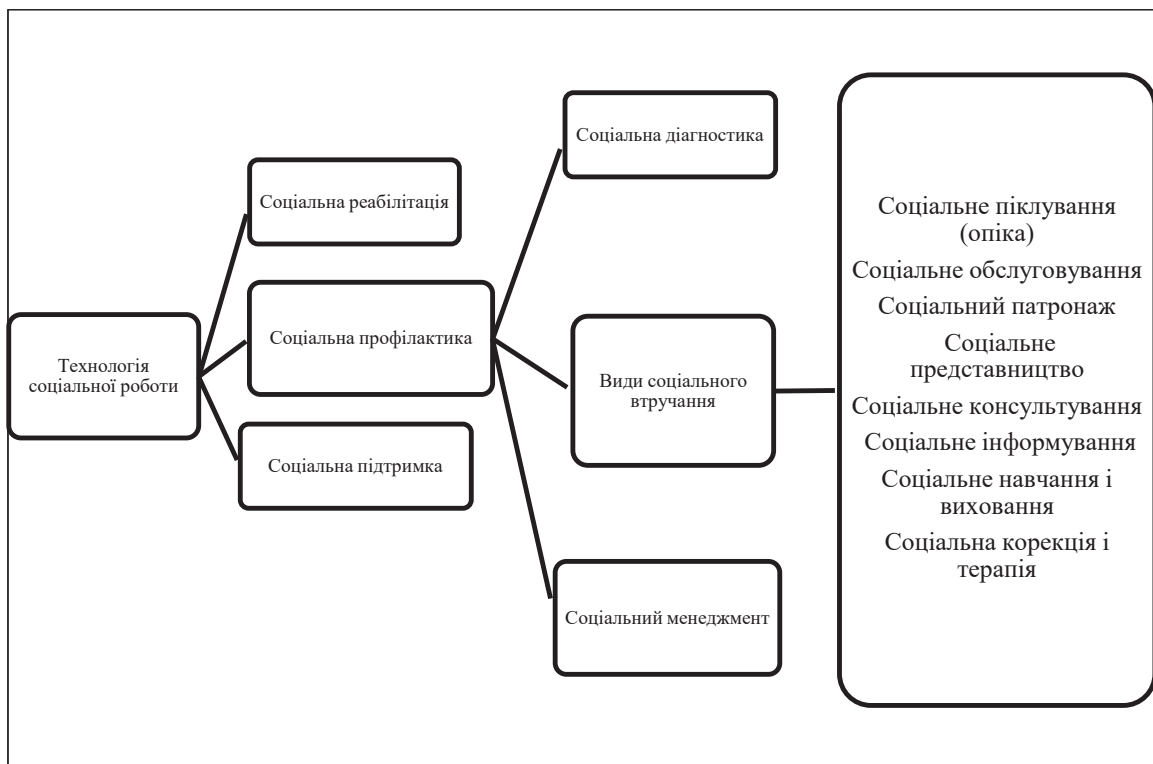 Технологія
соціальної роботи
Соціальна реабілітація
Соціальна профілактика
Соціальна підтримка
Соціальна діагностика
Види соціального
втручання
Соціальний менеджмент
Соціальне піклування
(опіка)
Соціальне обслуговування
Соціальний патронаж
Соціальне
представництво
Соціальне консультування
Соціальне інформування
Соціальне навчання і
виховання
Соціальна корекція і
терапія